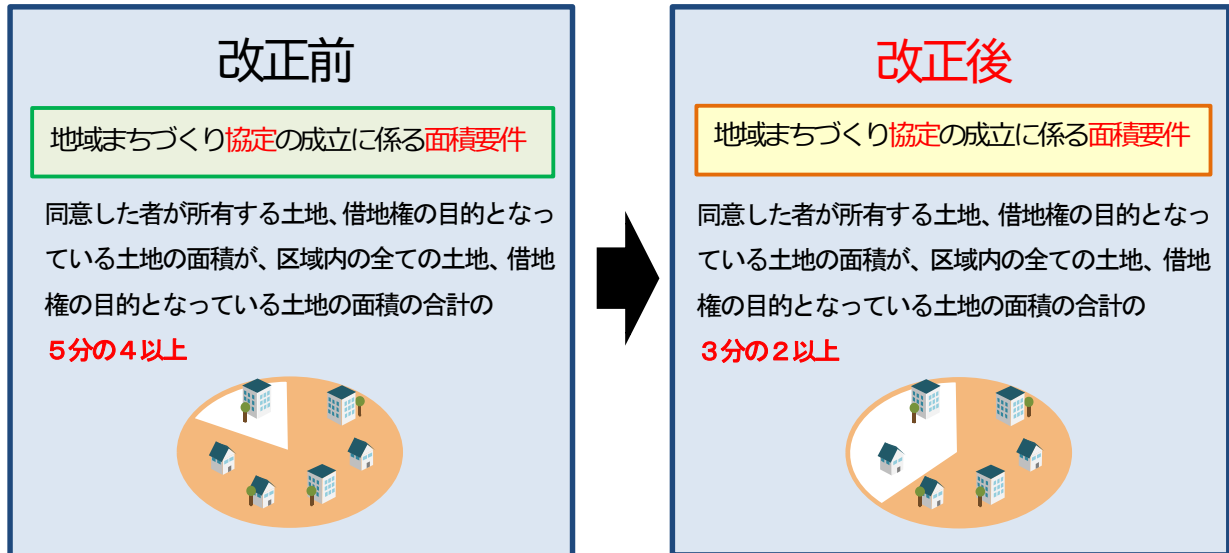 改正前
地域まちづくり協定の成立に係る面積要件
同意した者が所有する土地、借地権の目的となっ
ている土地の面積が、区域内の全ての土地、借地
権の目的となっている土地の面積の合計の
５分の４以上
改正後
地域まちづくり協定の成立に係る面積要件
同意した者が所有する土地、借地権の目的となっ
ている土地の面積が、区域内の全ての土地、借地
権の目的となっている土地の面積の合計の
３分の２以上